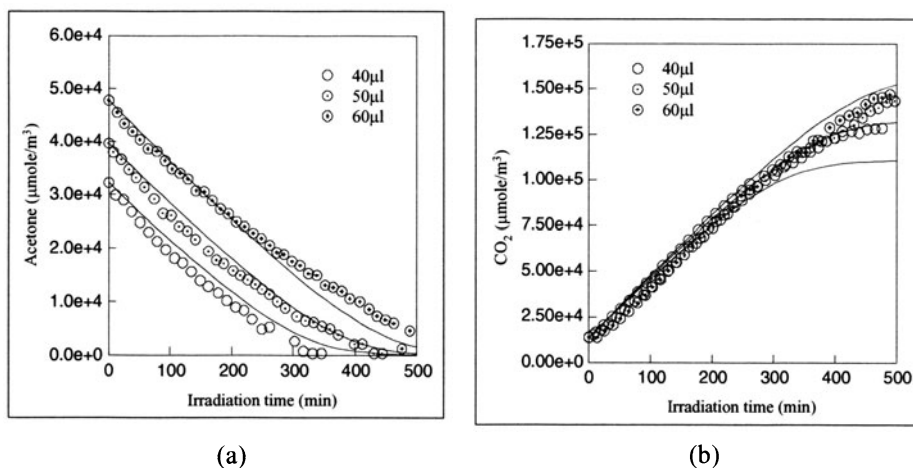 6.0e+4
5.0e+4
4.0e+4
3.0e+4
2.0e+4
1.0e+4
0.0e+0
Acetone (μmole/m³)
40μl
50μl
60μl
0 100 200 300 400 500
Irradiation time (min)
(a)
1.75e+5
1.50e+5
1.25e+5
1.00e+5
7.50e+4
5.00e+4
2.50e+4
0.00e+0
CO₂ (μmole/m³)
40μl
50μl
60μl
0 100 200 300 400 500
Irradiation time (min)
(b)